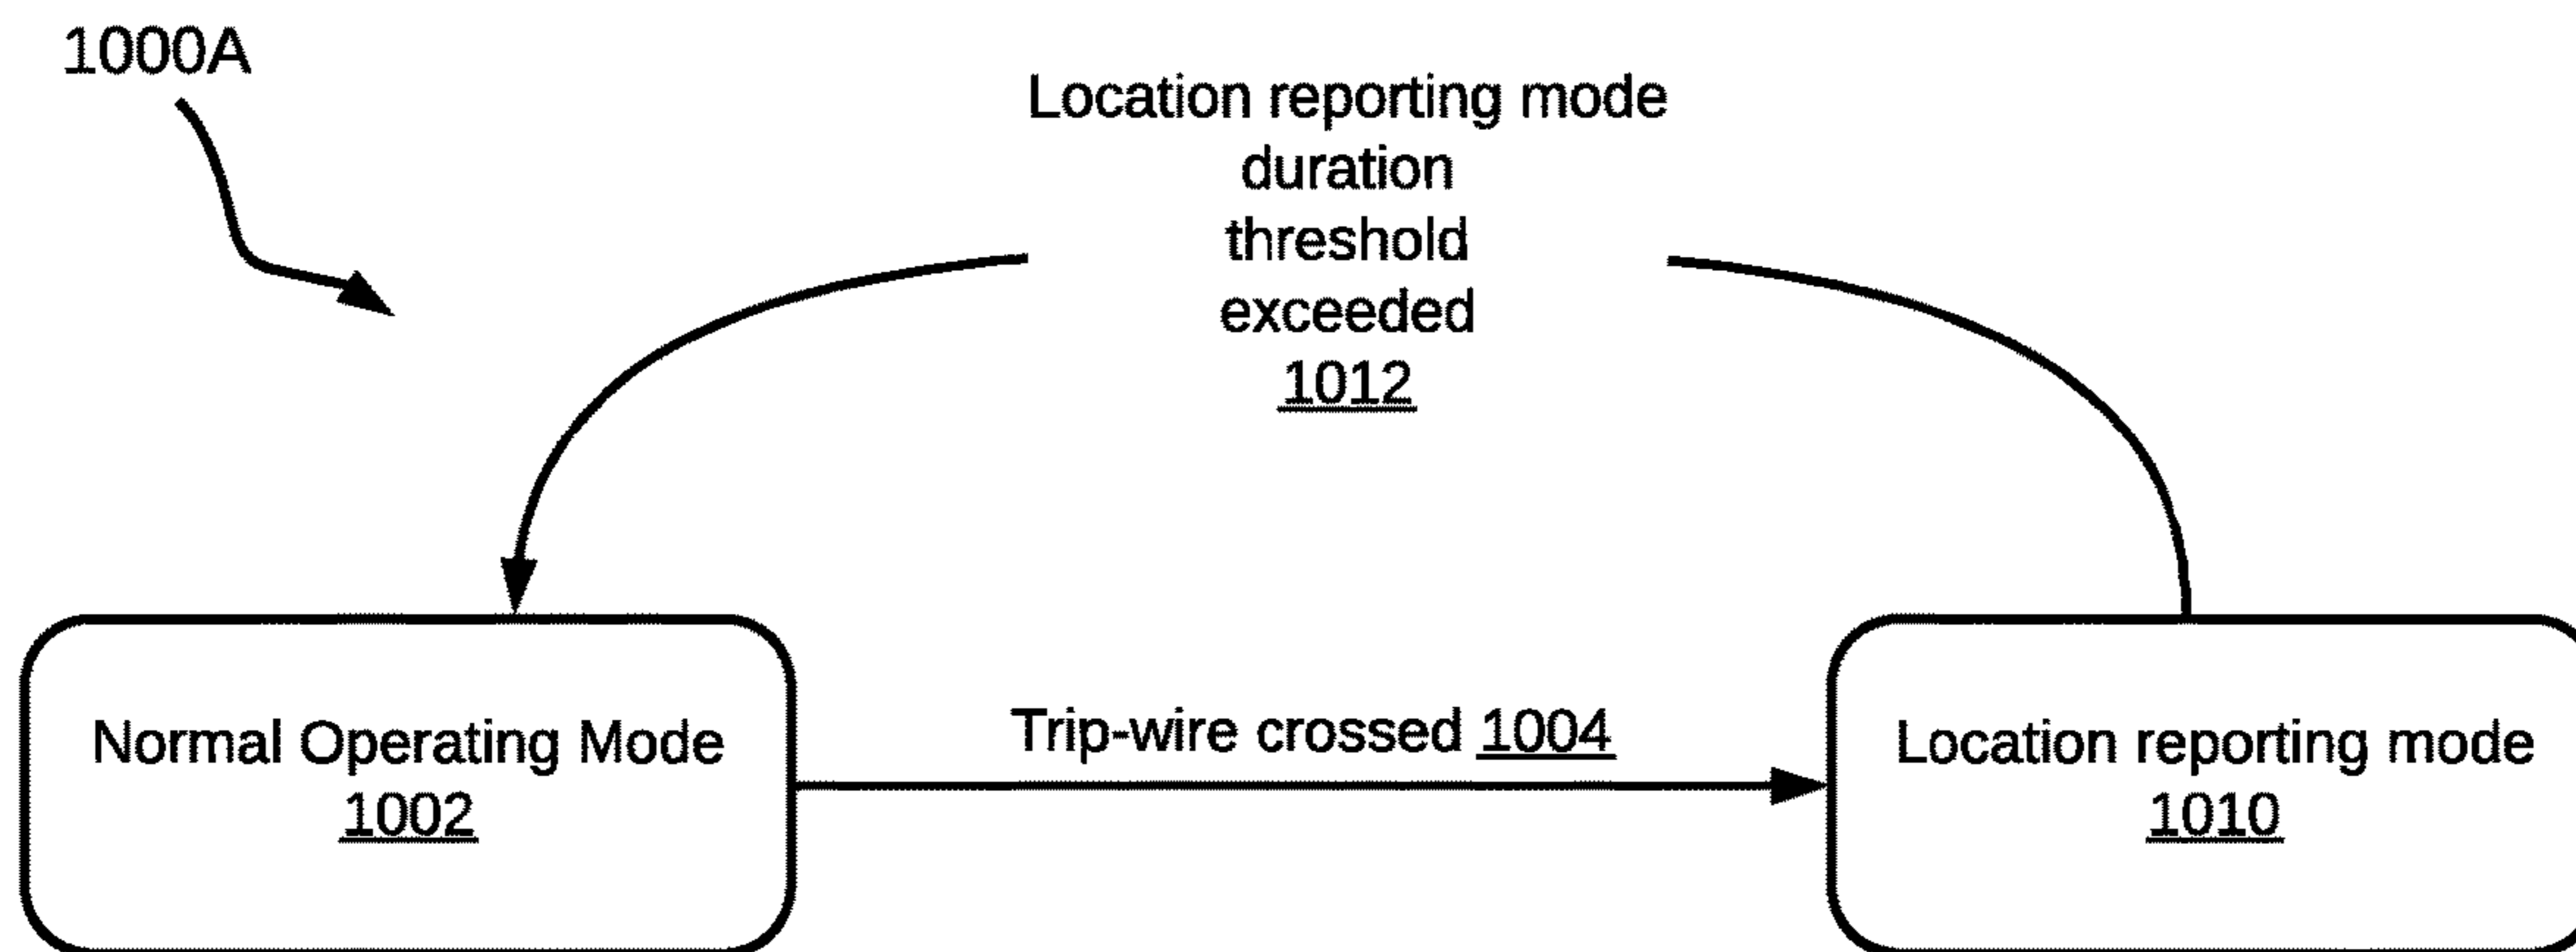 1000A
Location reporting mode
duration
threshold
exceeded
1012
Trip-wire crossed 1004
Normal Operating Mode
1002
Location reporting mode
1010